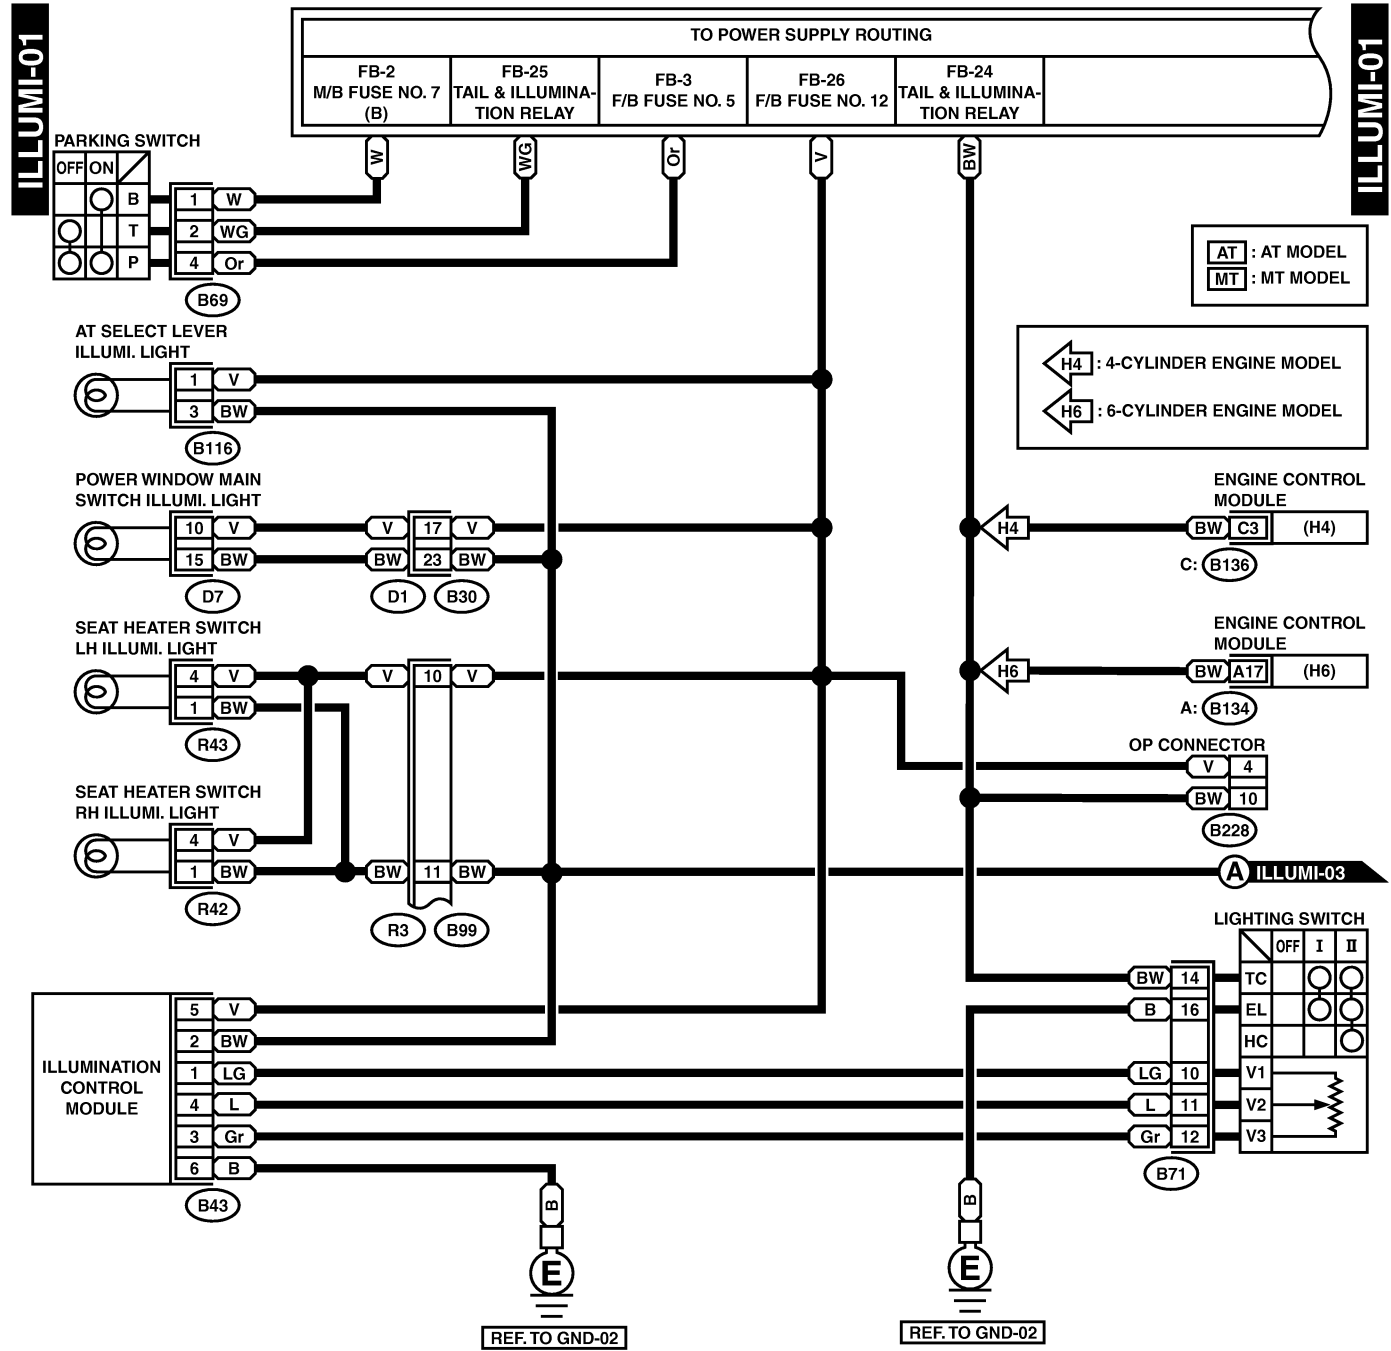 ILLUMI-01
ILLUMI-01
TO POWER SUPPLY ROUTING
FB-2
M/B FUSE NO. 7
(B)
FB-25
TAIL & ILLUMINA-
TION RELAY
FB-3
F/B FUSE NO. 5
FB-26
F/B FUSE NO. 12
FB-24
TAIL & ILLUMINA-
TION RELAY
W
WG
Or
V
BW
PARKING SWITCH
OFF ON
B 1 W
T 2 WG
P 4 Or
B69
AT : AT MODEL
MT : MT MODEL
H4 : 4-CYLINDER ENGINE MODEL
H6 : 6-CYLINDER ENGINE MODEL
AT SELECT LEVER
ILLUMI. LIGHT
1 V
3 BW
B116
POWER WINDOW MAIN
SWITCH ILLUMI. LIGHT
10 V V 17 V
15 BW BW 23 BW
D7 D1 B30
ENGINE CONTROL
MODULE
H4 BW C3 (H4)
C: B136
SEAT HEATER SWITCH
LH ILLUMI. LIGHT
4 V V 10 V
1 BW
R43
ENGINE CONTROL
MODULE
H6 BW A17 (H6)
A: B134
OP CONNECTOR
V 4
BW 10
B228
SEAT HEATER SWITCH
RH ILLUMI. LIGHT
4 V
1 BW BW 11 BW
R42 R3 B99
A ILLUMI-03
LIGHTING SWITCH
OFF I II
BW 14 TC
B 16 EL
HC
LG 10 V1
L 11 V2
Gr 12 V3
B71
ILLUMINATION
CONTROL
MODULE
5 V
2 BW
1 LG
4 L
3 Gr
6 B
B43
B
E
REF. TO GND-02
B
E
REF. TO GND-02